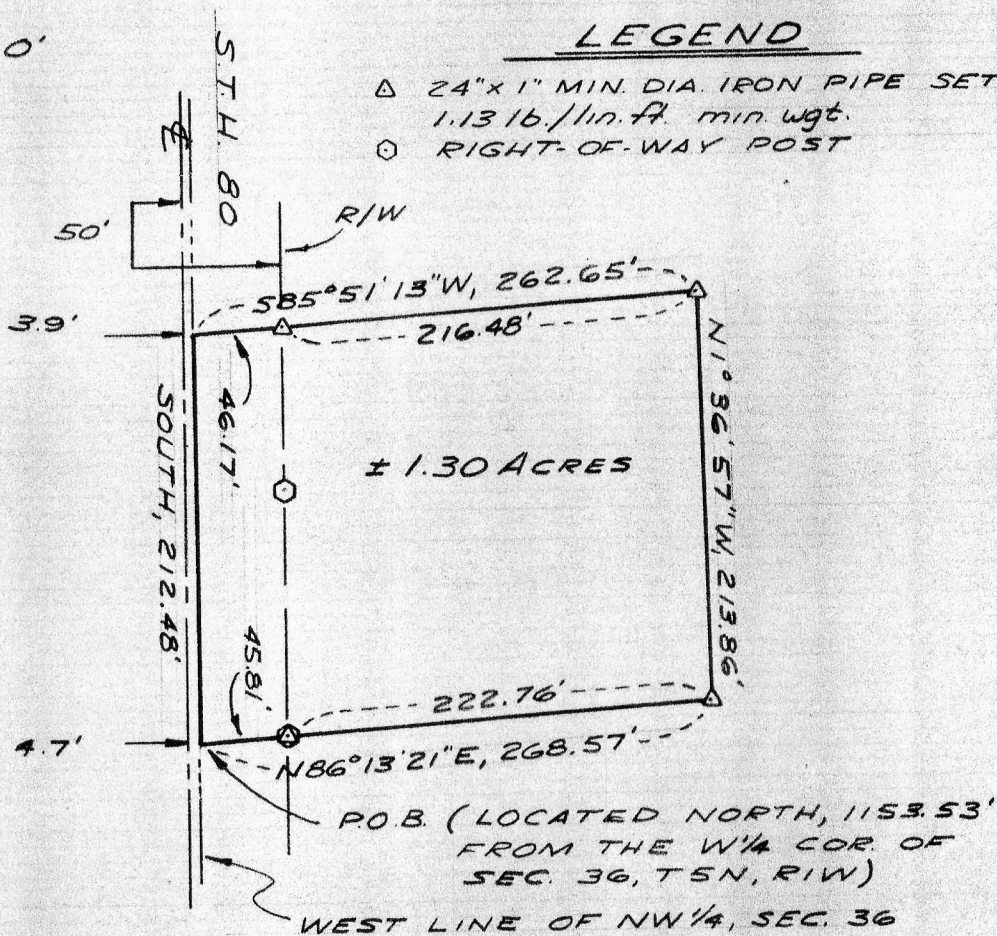 0'
LEGEND
24" x 1" MIN. DIA. IRON PIPE SET
1.13 lb./lin. ft. min. wgt.
RIGHT-OF-WAY POST
S.T.H. 80
℄
50'
R/W
S85°51'13"W, 262.65'
216.48'
3.9'
46.17'
N1°36'57"W, 213.86'
± 1.30 ACRES
SOUTH, 212.48'
45.81'
222.76'
4.7'
N86°13'21"E, 268.57'
P.O.B. (LOCATED NORTH, 1153.53'
FROM THE W¼ COR. OF
SEC. 36, T5N, R1W)
WEST LINE OF NW¼, SEC. 36